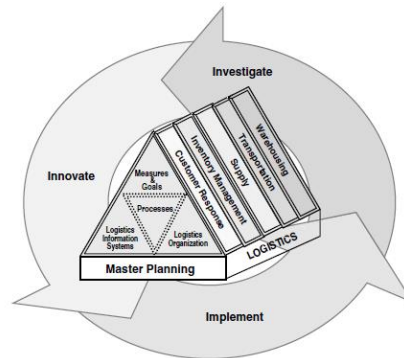 Investigate
Innovate
Measures
&
Goals
Processes
Logistics
Information
Systems
Logistics
Organization
Customer Response
Inventory Management
Supply
Transportation
Warehousing
LOGISTICS
Master Planning
Implement